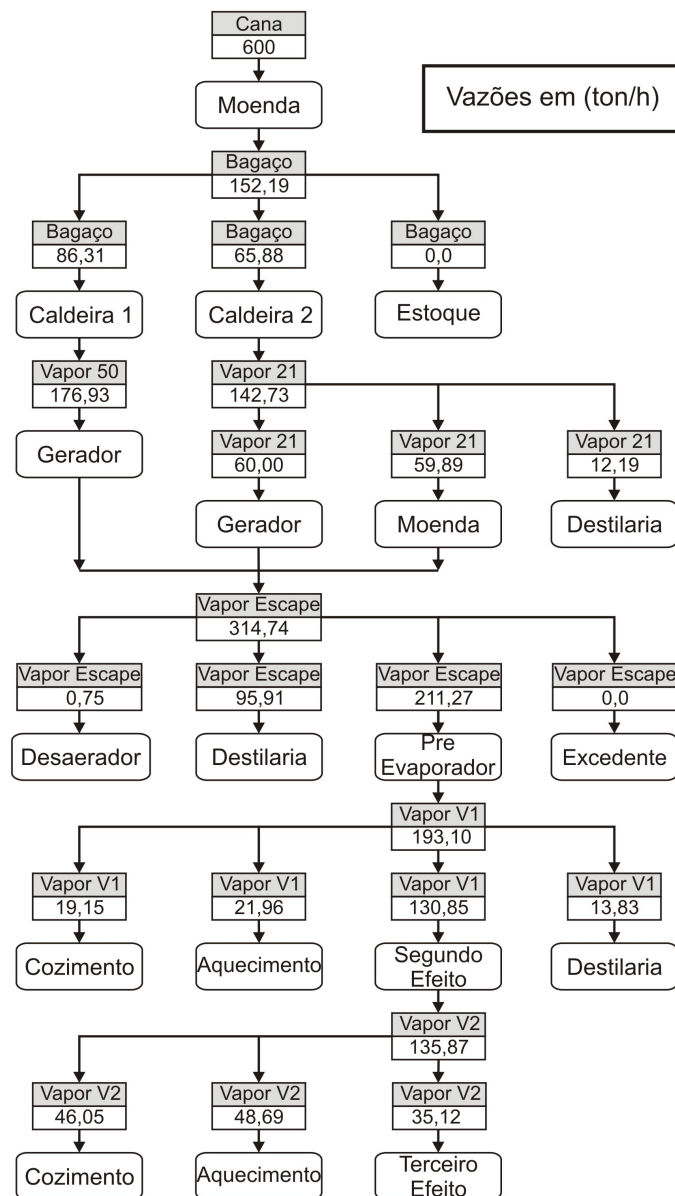 Cana
600
Vazões em (ton/h)
Moenda
Bagaço
152,19
Bagaço
86,31
Bagaço
65,88
Bagaço
0,0
Caldeira 1
Caldeira 2
Estoque
Vapor 50
176,93
Vapor 21
142,73
Gerador
Vapor 21
60,00
Vapor 21
59,89
Vapor 21
12,19
Gerador
Moenda
Destilaria
Vapor Escape
314,74
Vapor Escape
0,75
Vapor Escape
95,91
Vapor Escape
211,27
Vapor Escape
0,0
Desaerador
Destilaria
Pre
Evaporador
Excedente
Vapor V1
193,10
Vapor V1
19,15
Vapor V1
21,96
Vapor V1
130,85
Vapor V1
13,83
Cozimento
Aquecimento
Segundo
Efeito
Destilaria
Vapor V2
135,87
Vapor V2
46,05
Vapor V2
48,69
Vapor V2
35,12
Cozimento
Aquecimento
Terceiro
Efeito